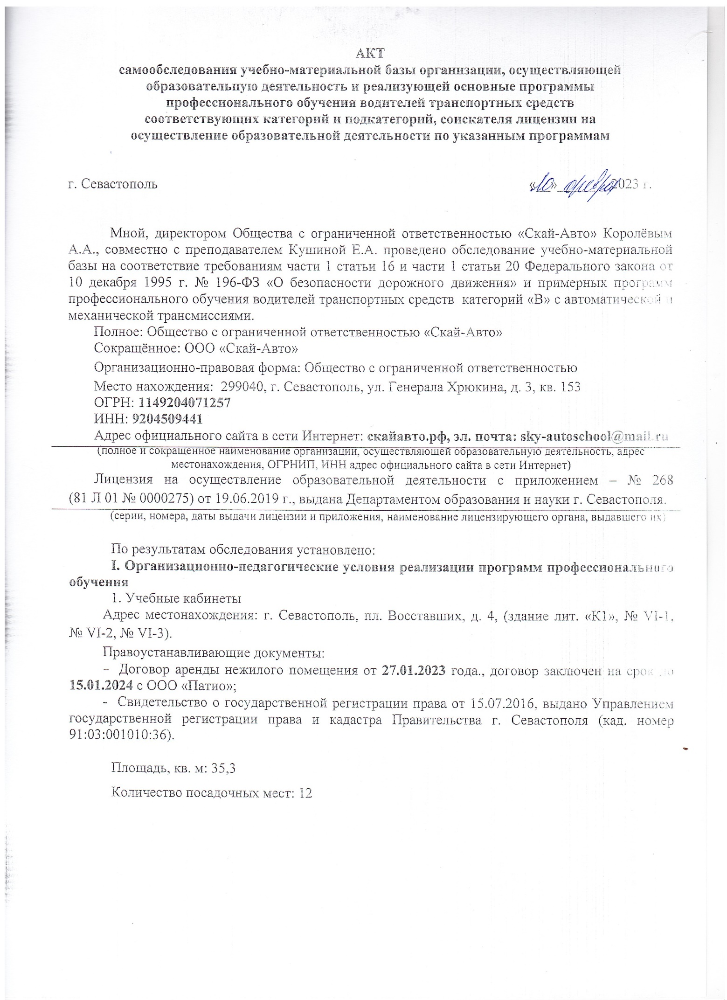 АКТ
самообследования учебно-материальной базы организации, осуществляющей
образовательную деятельность и реализующей основные программы
профессионального обучения водителей транспортных средств
соответствующих категорий и подкатегорий, соискателя лицензии на
осуществление образовательной деятельности по указанным программам
г. Севастополь «10» февраля 2023 г.
Мной, директором Общества с ограниченной ответственностью «Скай-Авто» Королёвым
А.А., совместно с преподавателем Кушиной Е.А. проведено обследование учебно-материальной
базы на соответствие требованиям части 1 статьи 16 и части 1 статьи 20 Федерального закона от
10 декабря 1995 г. № 196-ФЗ «О безопасности дорожного движения» и примерных программ
профессионального обучения водителей транспортных средств категорий «В» с автоматической и
механической трансмиссиями.
Полное: Общество с ограниченной ответственностью «Скай-Авто»
Сокращённое: ООО «Скай-Авто»
Организационно-правовая форма: Общество с ограниченной ответственностью
Место нахождения: 299040, г. Севастополь, ул. Генерала Хрюкина, д. 3, кв. 153
ОГРН: 1149204071257
ИНН: 9204509441
Адрес официального сайта в сети Интернет: скайавто.рф, эл. почта: sky-autoschool@mail.ru
(полное и сокращенное наименование организации, осуществляющей образовательную деятельность, адрес
местонахождения, ОГРНИП, ИНН адрес официального сайта в сети Интернет)
Лицензия на осуществление образовательной деятельности с приложением – № 268
(81 Л 01 № 0000275) от 19.06.2019 г., выдана Департаментом образования и науки г. Севастополя.
(серии, номера, даты выдачи лицензии и приложения, наименование лицензирующего органа, выдавшего их)
По результатам обследования установлено:
I. Организационно-педагогические условия реализации программ профессионального
обучения
1. Учебные кабинеты
Адрес местонахождения: г. Севастополь, пл. Восставших, д. 4, (здание лит. «К1», № VI-1,
№ VI-2, № VI-3).
Правоустанавливающие документы:
- Договор аренды нежилого помещения от 27.01.2023 года., договор заключен на срок до
15.01.2024 с ООО «Патио»;
- Свидетельство о государственной регистрации права от 15.07.2016, выдано Управлением
государственной регистрации права и кадастра Правительства г. Севастополя (кад. номер
91:03:001010:36).
Площадь, кв. м: 35,3
Количество посадочных мест: 12